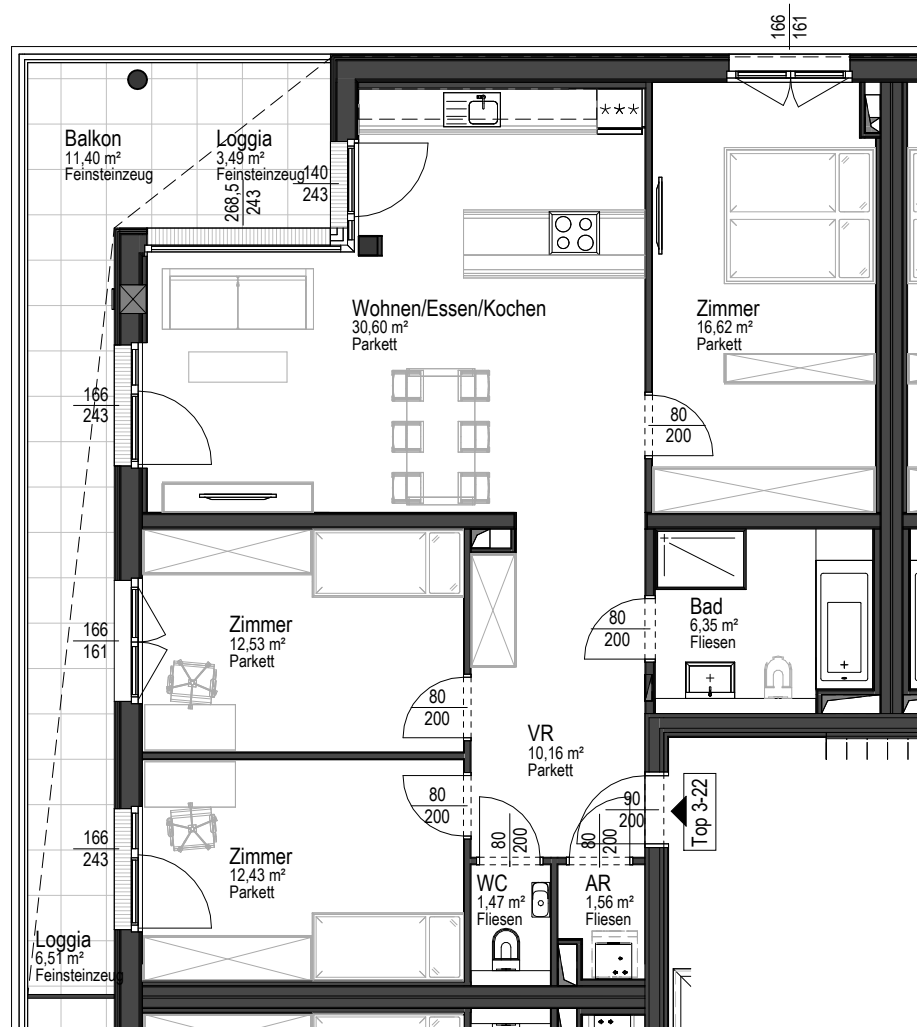 166
161
Balkon
11,40 m²
Feinsteinzeug
Loggia
3,49 m²
Feinsteinzeug
140
243
268,5
243
***
Wohnen/Essen/Kochen
30,60 m²
Parkett
Zimmer
16,62 m²
Parkett
166
243
80
200
Zimmer
12,53 m²
Parkett
166
161
80
200
Bad
6,35 m²
Fliesen
80
200
VR
10,16 m²
Parkett
80
200
90
200
Top 3-22
80
200
80
200
166
243
Zimmer
12,43 m²
Parkett
WC
1,47 m²
Fliesen
AR
1,56 m²
Fliesen
Loggia
6,51 m²
Feinsteinzeug